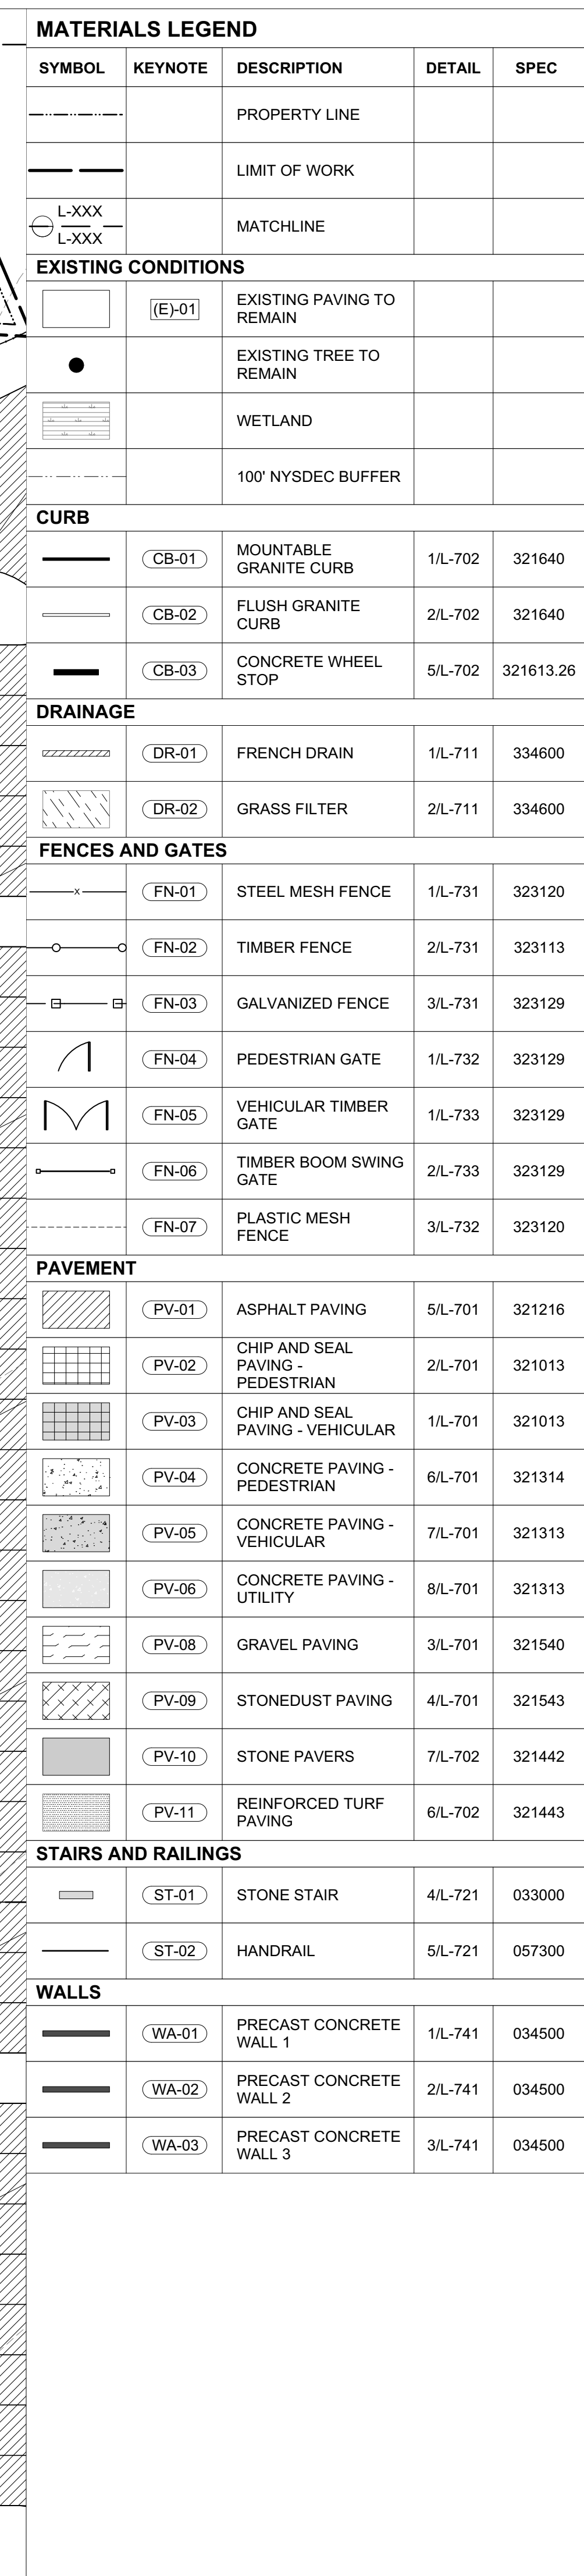 MATERIALS LEGEND
SYMBOL KEYNOTE DESCRIPTION DETAIL SPEC
PROPERTY LINE
LIMIT OF WORK
L-XXX
L-XXX
MATCHLINE
EXISTING CONDITIONS
(E)-01 EXISTING PAVING TO
REMAIN
EXISTING TREE TO
REMAIN
WETLAND
100' NYSDEC BUFFER
CURB
CB-01 MOUNTABLE
GRANITE CURB 1/L-702 321640
CB-02 FLUSH GRANITE
CURB 2/L-702 321640
CB-03 CONCRETE WHEEL
STOP 5/L-702 321613.26
DRAINAGE
DR-01 FRENCH DRAIN 1/L-711 334600
DR-02 GRASS FILTER 2/L-711 334600
FENCES AND GATES
X FN-01 STEEL MESH FENCE 1/L-731 323120
FN-02 TIMBER FENCE 2/L-731 323113
FN-03 GALVANIZED FENCE 3/L-731 323129
FN-04 PEDESTRIAN GATE 1/L-732 323129
FN-05 VEHICULAR TIMBER
GATE 1/L-733 323129
FN-06 TIMBER BOOM SWING
GATE 2/L-733 323129
FN-07 PLASTIC MESH
FENCE 3/L-732 323120
PAVEMENT
PV-01 ASPHALT PAVING 5/L-701 321216
PV-02 CHIP AND SEAL
PAVING -
PEDESTRIAN 2/L-701 321013
PV-03 CHIP AND SEAL
PAVING - VEHICULAR 1/L-701 321013
PV-04 CONCRETE PAVING -
PEDESTRIAN 6/L-701 321314
PV-05 CONCRETE PAVING -
VEHICULAR 7/L-701 321313
PV-06 CONCRETE PAVING -
UTILITY 8/L-701 321313
PV-08 GRAVEL PAVING 3/L-701 321540
PV-09 STONEDUST PAVING 4/L-701 321543
PV-10 STONE PAVERS 7/L-702 321442
PV-11 REINFORCED TURF
PAVING 6/L-702 321443
STAIRS AND RAILINGS
ST-01 STONE STAIR 4/L-721 033000
ST-02 HANDRAIL 5/L-721 057300
WALLS
WA-01 PRECAST CONCRETE
WALL 1 1/L-741 034500
WA-02 PRECAST CONCRETE
WALL 2 2/L-741 034500
WA-03 PRECAST CONCRETE
WALL 3 3/L-741 034500